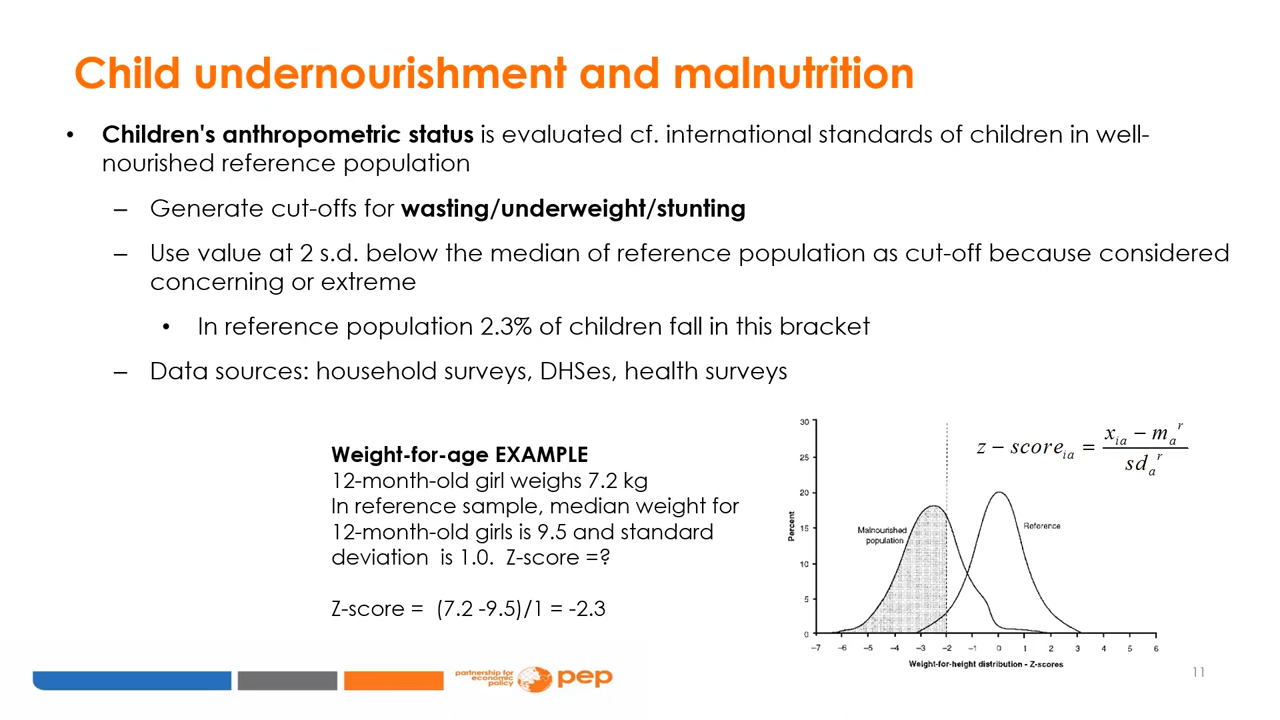 Child undernourishment and malnutrition
• Children's anthropometric status is evaluated cf. international standards of children in well-
nourished reference population
– Generate cut-offs for wasting/underweight/stunting
– Use value at 2 s.d. below the median of reference population as cut-off because considered
concerning or extreme
• In reference population 2.3% of children fall in this bracket
– Data sources: household surveys, DHSes, health surveys
Weight-for-age EXAMPLE
12-month-old girl weighs 7.2 kg
In reference sample, median weight for
12-month-old girls is 9.5 and standard
deviation  is 1.0.  Z-score =?
Z-score =  (7.2 -9.5)/1 = -2.3
z − score_ia = (x_ia − m_a^r) / sd_a^r
30
25
20
15
10
5
0
Percent
Malnourished
population
Reference
−7 −6 −5 −4 −3 −2 −1 0 1 2 3 4 5 6
Weight-for-height distribution - Z-scores
partnership for
economic
policy
pep
11